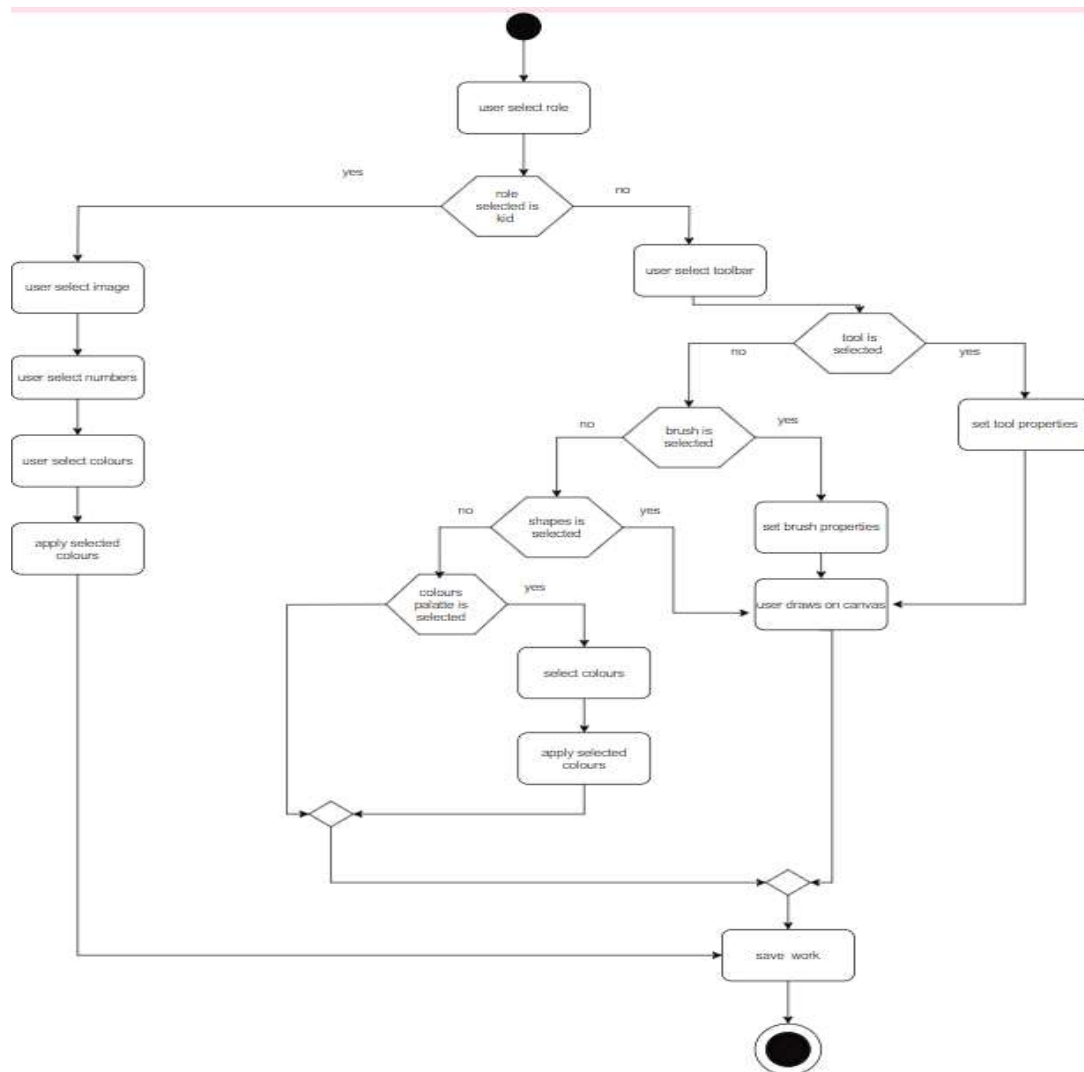 user select role
yes
role
selected is
kid
no
user select toolbar
user select image
tool is
selected
no
yes
user select numbers
set tool properties
brush is
selected
no
yes
user select colours
shapes is
selected
no
yes
set brush properties
apply selected
colours
colours
palatte is
selected
yes
user draws on canvas
select colours
apply selected
colours
save work